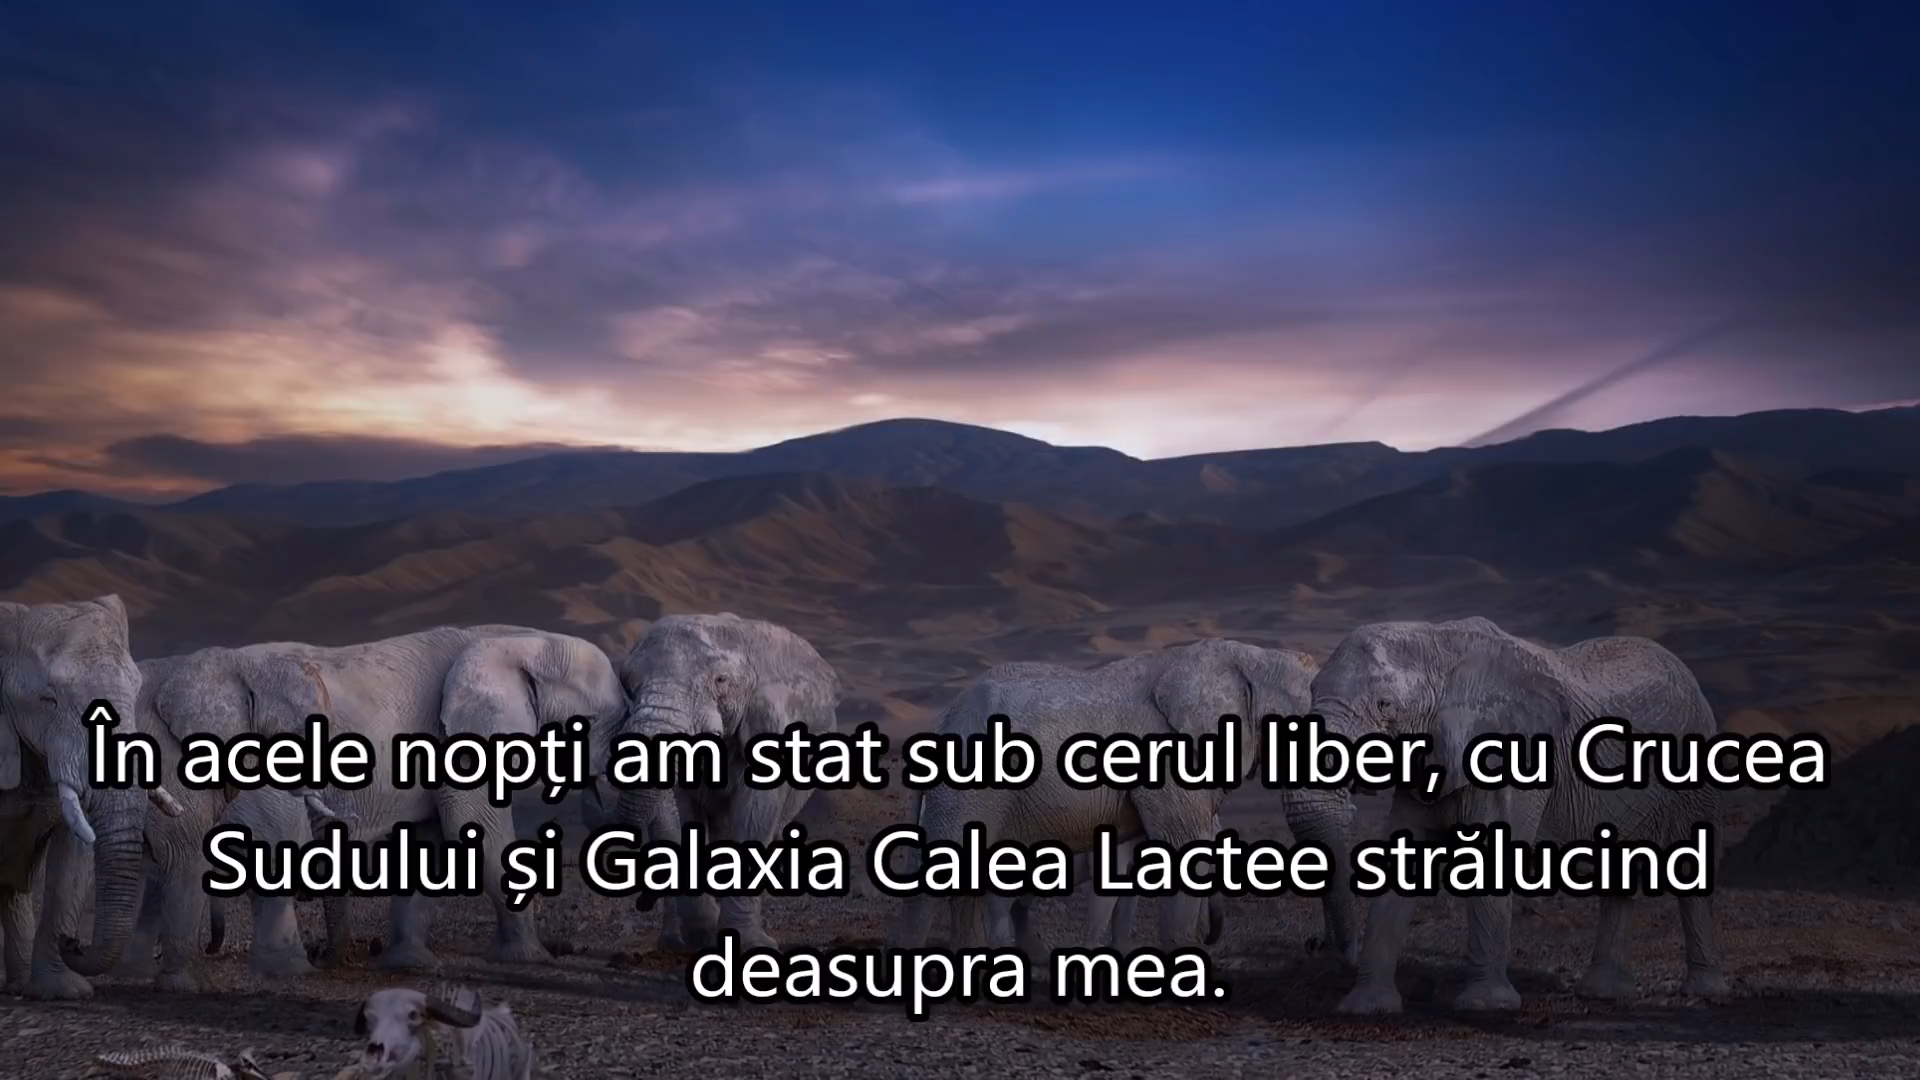 În acele nopți am stat sub cerul liber, cu Crucea
Sudului și Galaxia Calea Lactee strălucind
deasupra mea.